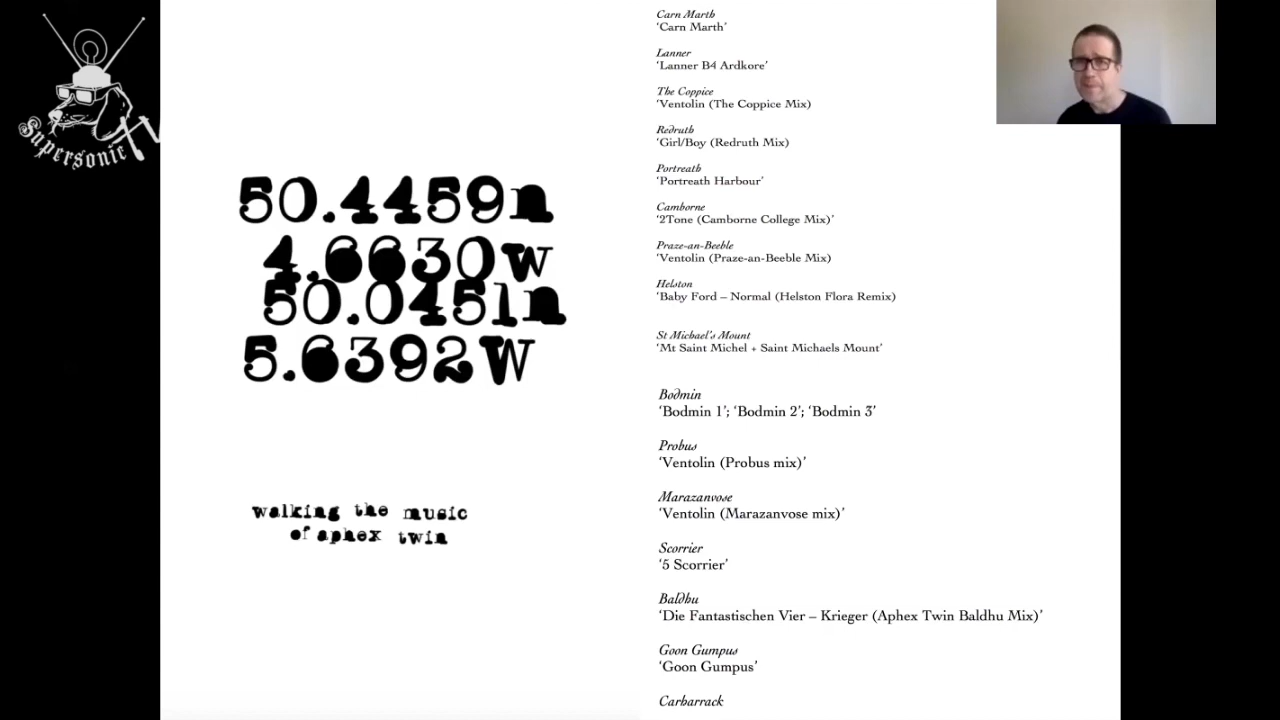 Supersonic TV
50.4459n
4.6630w
50.0451n
5.6392W
walking the music
of aphex twin
Carn Marth
‘Carn Marth’
Lanner
‘Lanner B4 Ardkore’
The Coppice
‘Ventolin (The Coppice Mix)
Redruth
‘Girl/Boy (Redruth Mix)
Portreath
‘Portreath Harbour’
Camborne
‘2Tone (Camborne College Mix)’
Praze-an-Beeble
‘Ventolin (Praze-an-Beeble Mix)
Helston
‘Baby Ford – Normal (Helston Flora Remix)
St Michael's Mount
‘Mt Saint Michel + Saint Michaels Mount’
Bodmin
‘Bodmin 1’; ‘Bodmin 2’; ‘Bodmin 3’
Probus
‘Ventolin (Probus mix)’
Marazanvose
‘Ventolin (Marazanvose mix)’
Scorrier
‘5 Scorrier’
Baldhu
‘Die Fantastischen Vier – Krieger (Aphex Twin Baldhu Mix)’
Goon Gumpus
‘Goon Gumpus’
Carharrack